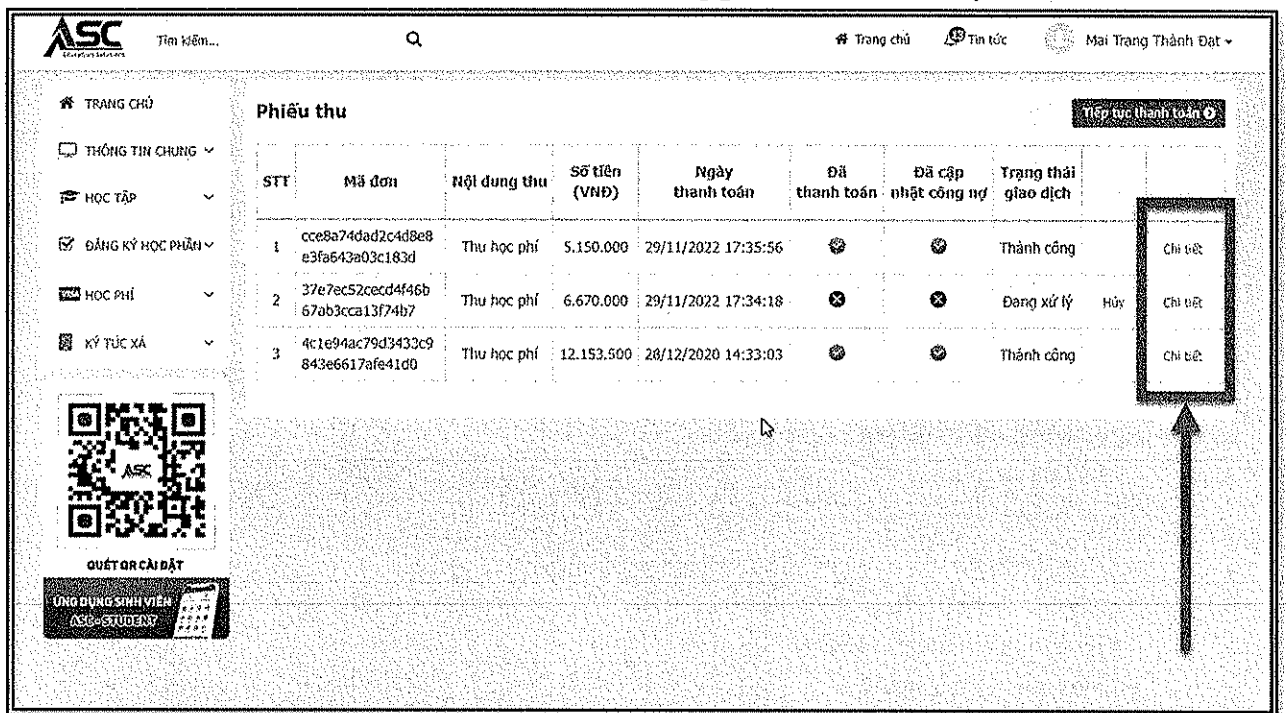 ASC
Tìm kiếm...
Trang chủ
Tin tức
Mai Trang Thành Đạt
TRANG CHỦ
THÔNG TIN CHUNG
HỌC TẬP
ĐĂNG KÝ HỌC PHẦN
HỌC PHÍ
KÝ TÚC XÁ
Phiếu thu
Tiếp tục thanh toán
STT Mã đơn Nội dung thu Số tiền (VNĐ) Ngày thanh toán Đã thanh toán Đã cập nhật công nợ Trạng thái giao dịch
1 cce8a74dad2c4d8e8 Thu học phí 5.150.000 29/11/2022 17:35:56 Thành công Chi tiết
e3fa643a03c183d
2 37e7ec52cecd4f46b Thu học phí 6.670.000 29/11/2022 17:34:18 Đang xử lý Hủy Chi tiết
67ab3cca13f74b7
3 4c1e94ac79d3433c9 Thu học phí 12.153.500 28/12/2020 14:33:03 Thành công Chi tiết
843e6617afe41d0
ASC
QUÉT QR CÀI ĐẶT
ỨNG DỤNG SINH VIÊN
ASC-STUDENT